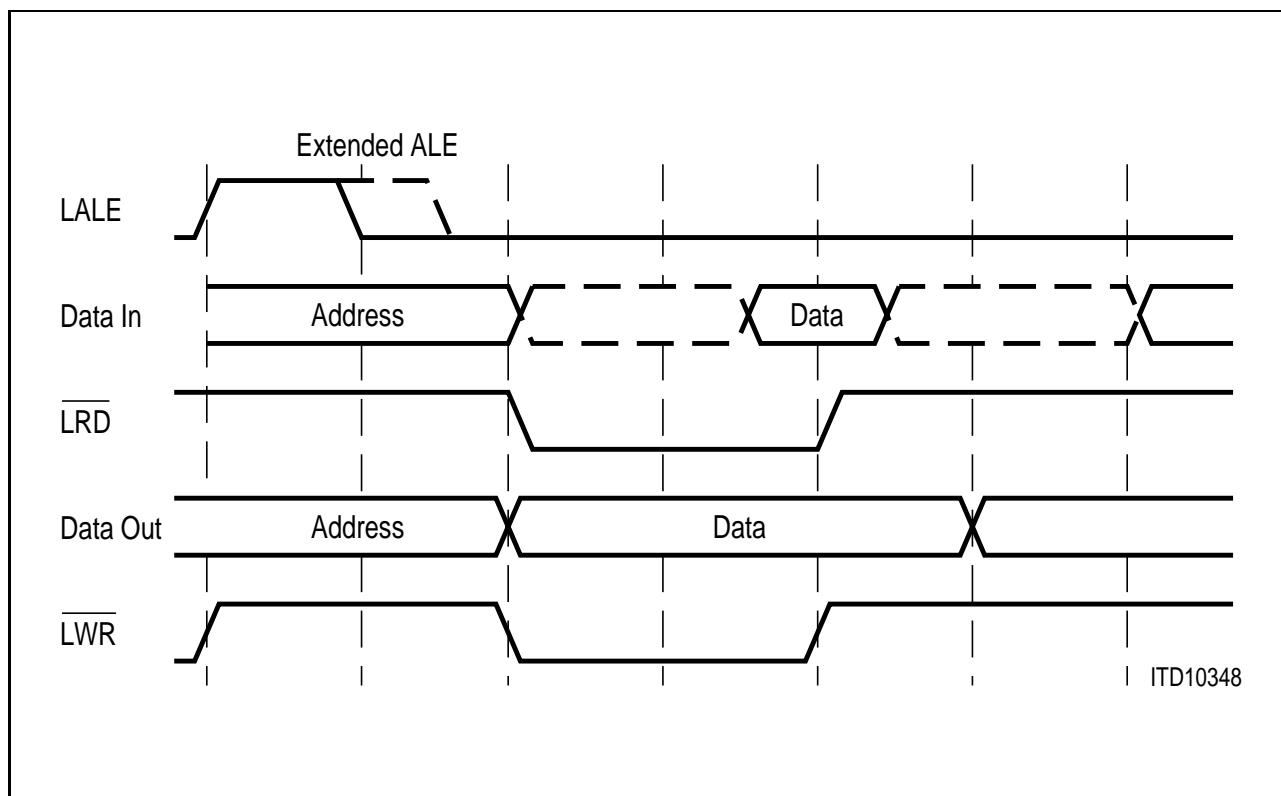 Extended ALE
LALE
Data In
Address
Data
LRD
Data Out
Address
Data
LWR
ITD10348